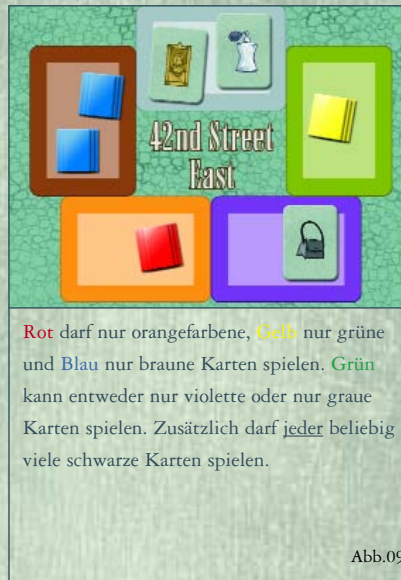 42nd Street
East
Rot darf nur orangefarbene, Gelb nur grüne
und Blau nur braune Karten spielen. Grün
kann entweder nur violette oder nur graue
Karten spielen. Zusätzlich darf jeder beliebig
viele schwarze Karten spielen.
Abb.09